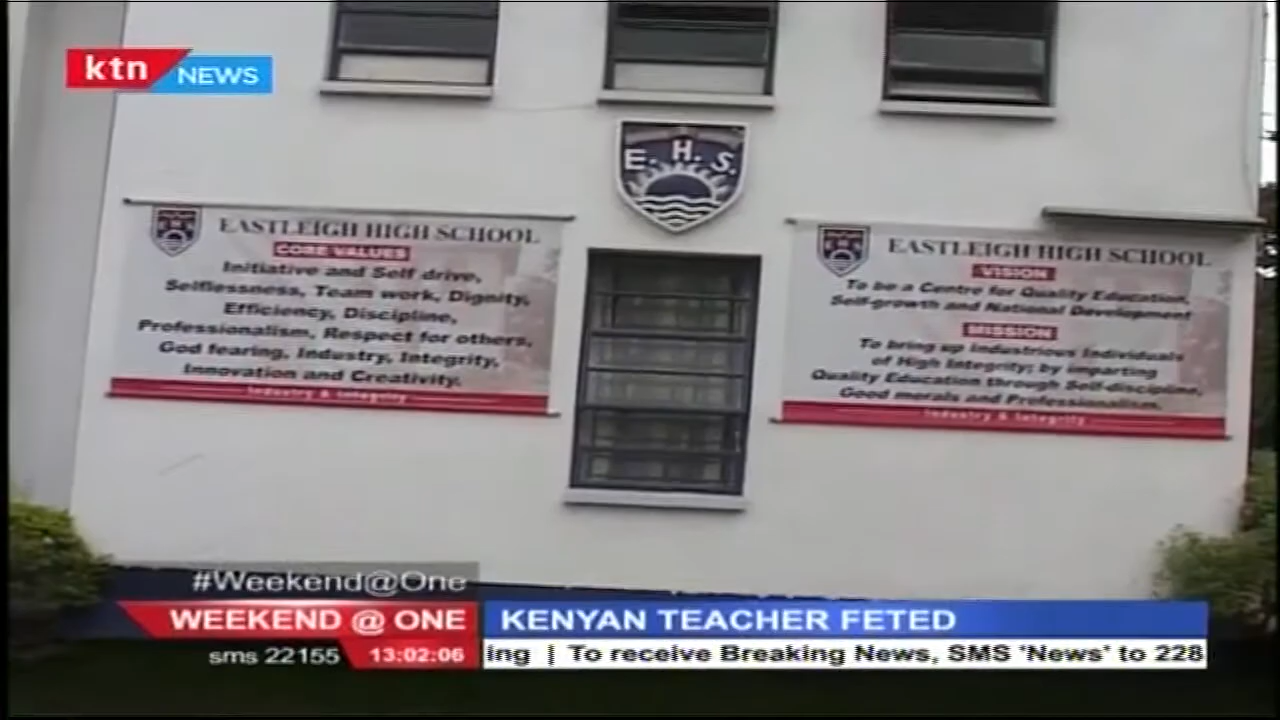 ktn NEWS
E. H. S.
EASTLEIGH HIGH SCHOOL
CORE VALUES
Initiative and Self drive,
Selflessness, Team work, Dignity,
Efficiency, Discipline,
Professionalism, Respect for others,
God fearing, Industry, Integrity,
Innovation and Creativity.
Industry & Integrity
EASTLEIGH HIGH SCHOOL
VISION
To be a Centre for Quality Education,
Self-growth and National Development
MISSION
To bring up industrious Individuals
of High Integrity; by imparting
Quality Education through Self-discipline,
Good morals and Professionalism.
Industry & Integrity
#Weekend@One
WEEKEND @ ONE
KENYAN TEACHER FETED
sms 22155
13:02:06
ing | To receive Breaking News, SMS 'News' to 228